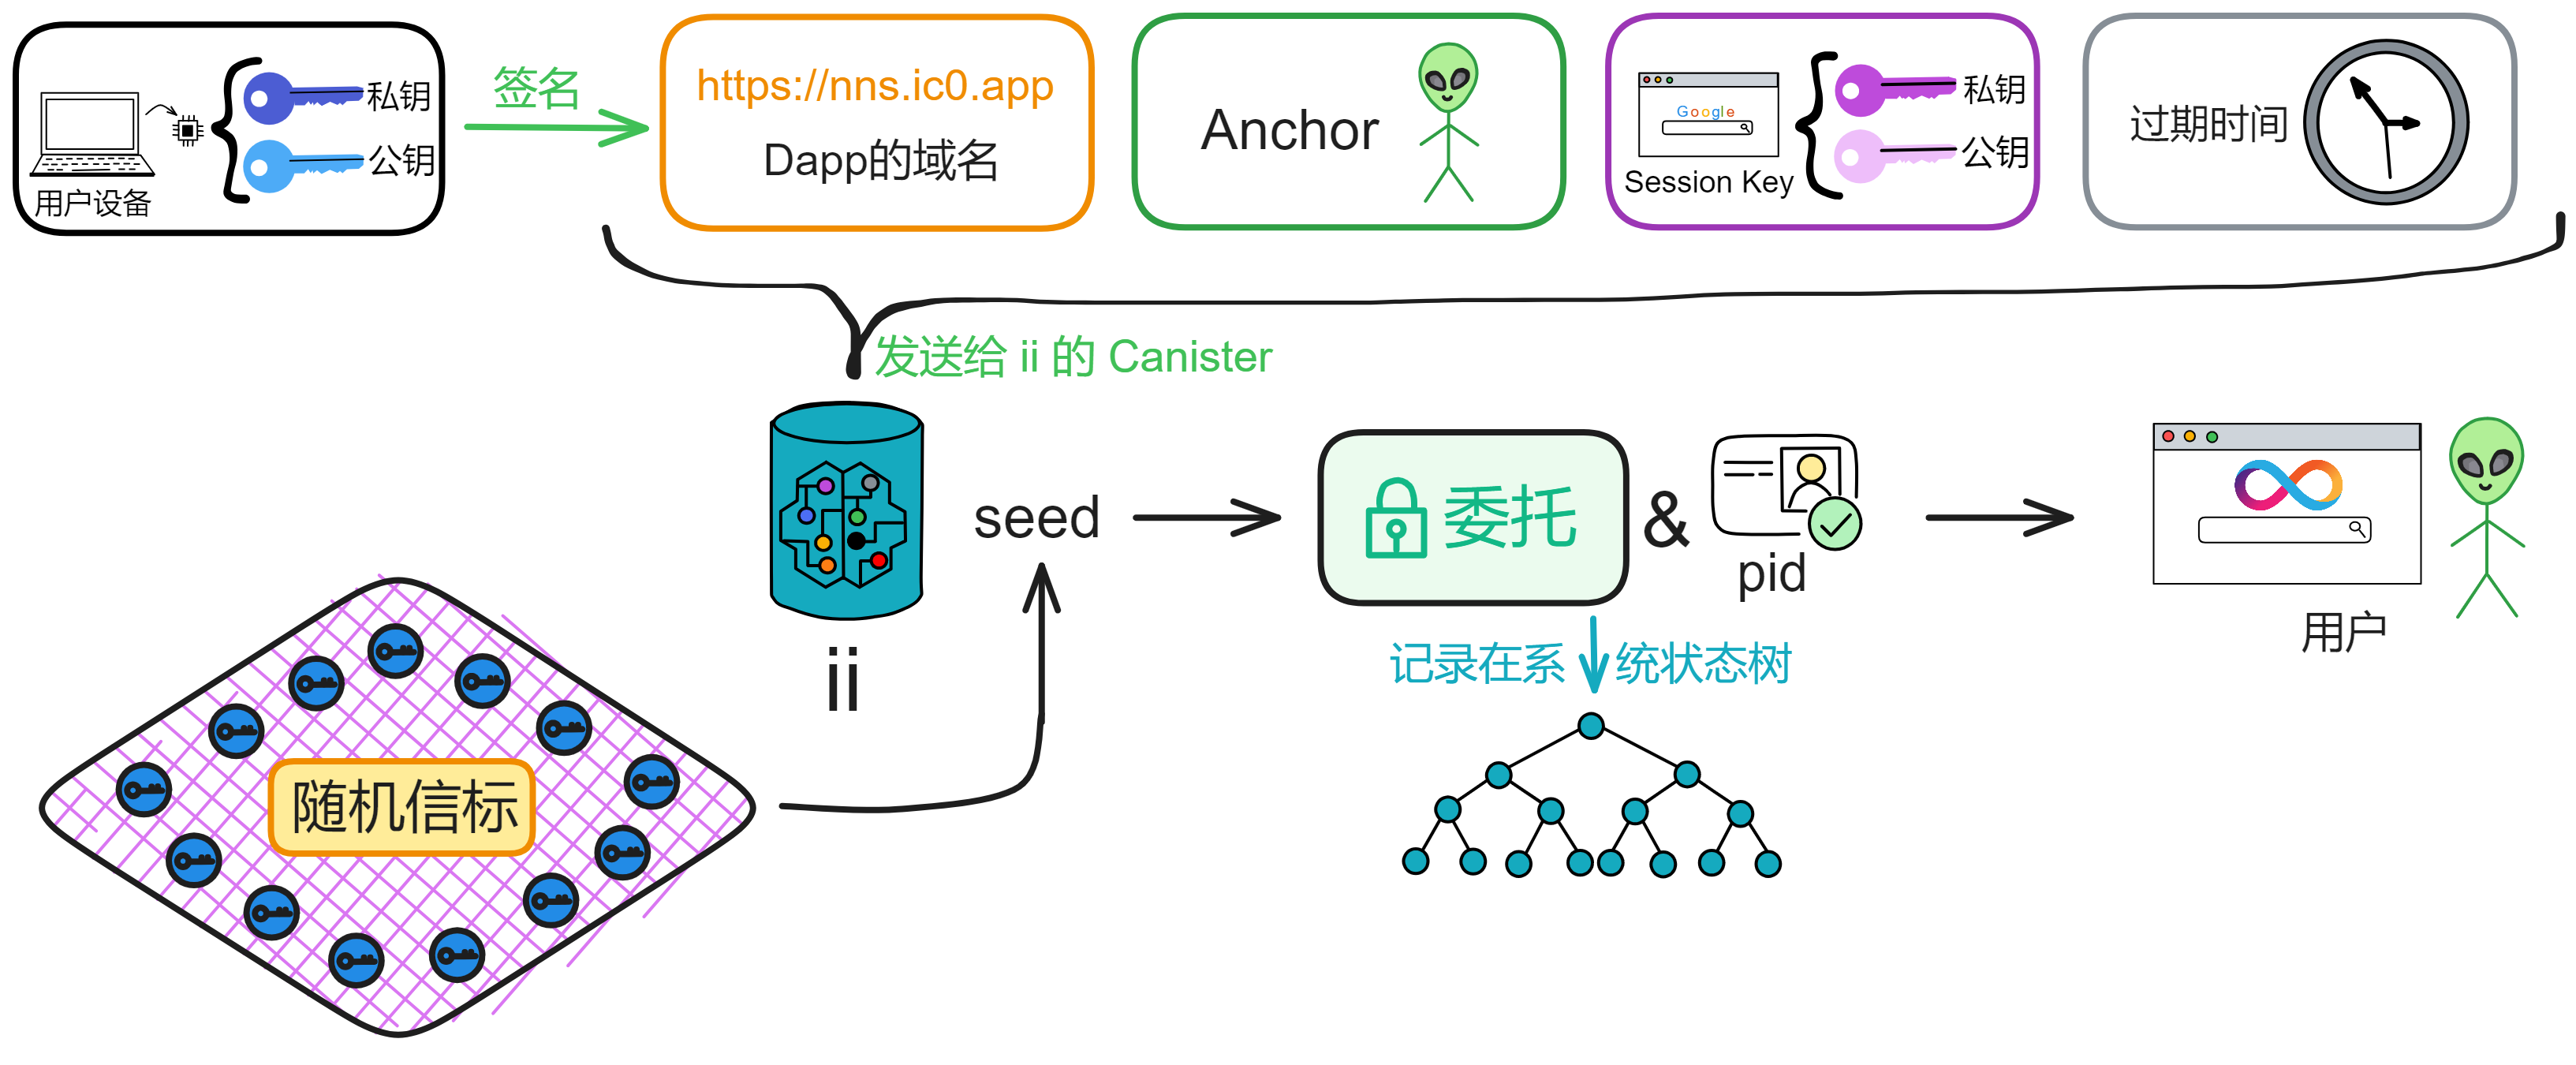 私钥
公钥
用户设备
签名
https://nns.ic0.app
Dapp的域名
Anchor
Google
Session Key
私钥
公钥
过期时间
发送给 ii 的 Canister
ii
seed
委托
&
pid
用户
记录在系
统状态树
随机信标